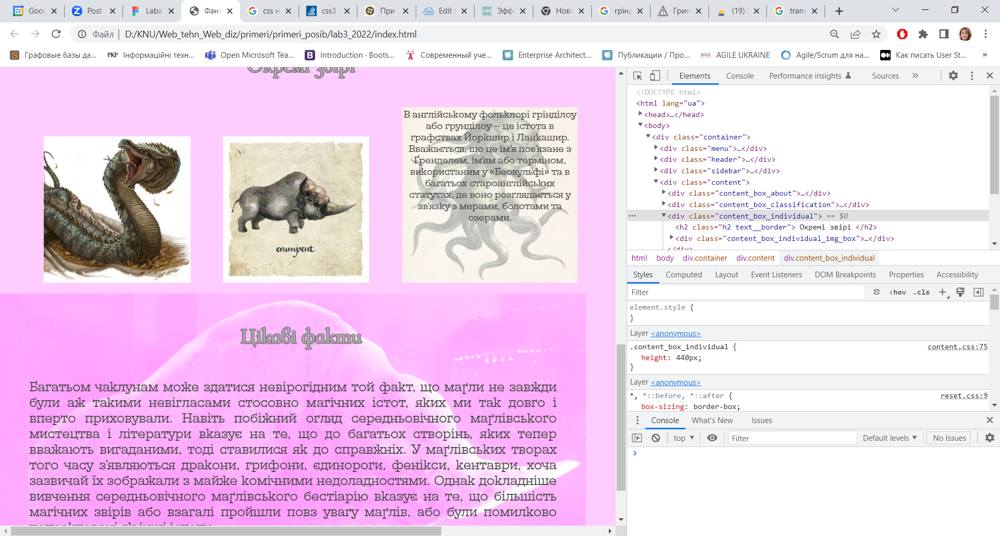 Goo
Post
Laba
Фант
css н
css3
При
Edit
Эффе
Нова
грінд
Грин
(19)
trans
Файл
D:/KNU/Web_tehn_Web_diz/primeri/primeri_posib/lab3_2022/index.html
Графовые базы да...
PKP Інформаційні техн...
Open Microsoft Tea...
B Introduction · Boots...
Современный уче...
Enterprise Architect...
Публикации / Про...
AGILE UKRAINE
Agile/Scrum для на...
Как писать User St...
»
Окремі звірі
erumpent
В англійському фольклорі грінділоу
або грунділоу – це істота в
графствах Йоркшир і Ланкашир.
Вважається, що це ім'я пов'язане з
Ґренделем, ім'ям або терміном,
використаним у «Беовульфі» та в
багатьох староанглійських
статутах, де воно розглядається у
зв'язку з мерами, болотами та
озерами.
Цікаві факти
Багатьом чаклунам може здатися невірогідним той факт, що маґли не завжди
були аж такими невігласами стосовно магічних істот, яких ми так довго і
вперто приховували. Навіть побіжний огляд середньовічного маґлівського
мистецтва і літератури вказує на те, що до багатьох створінь, яких тепер
вважають вигаданими, тоді ставилися як до справжніх. У маґлівських творах
того часу з'являються дракони, грифони, єдинороги, фенікси, кентаври, хоча
зазвичай їх зображали з майже комічними недоладностями. Однак докладніше
вивчення середньовічного маґлівського бестіарію вказує на те, що більшість
магічних звірів або взагалі пройшли повз увагу маґлів, або були помилково
Elements
Console
Performance insights
Sources
»
<!DOCTYPE html>
<html lang="ua">
<head>…</head>
<body>
<div class="container">
<div class="menu">…</div>
<div class="header">…</div>
<div class="sidebar">…</div>
<div class="content">
<div class="content_box_about">…</div>
<div class="content_box_classification">…</div>
<div class="content_box_individual"> == $0
<h2 class="h2 text__border"> Окремі звірі </h2>
<div class="content_box_individual_img_box">…</div>
</div>
html body div.container div.content div.content_box_individual
Styles Computed Layout Event Listeners DOM Breakpoints Properties Accessibility
Filter
:hov .cls
element.style {
}
Layer <anonymous>
.content_box_individual {
content.css:75
height: 440px;
}
Layer <anonymous>
*, *::before, *::after {
reset.css:9
box-sizing: border-box;
Console What's New Issues
top
Filter
Default levels
No Issues